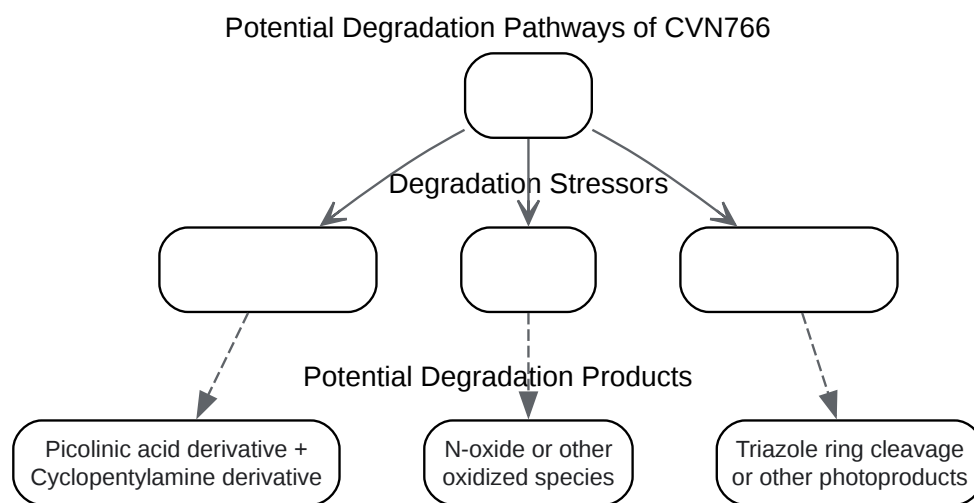 Potential Degradation Pathways of CVN766
Degradation Stressors
Potential Degradation Products
Picolinic acid derivative +
Cyclopentylamine derivative
N-oxide or other
oxidized species
Triazole ring cleavage
or other photoproducts